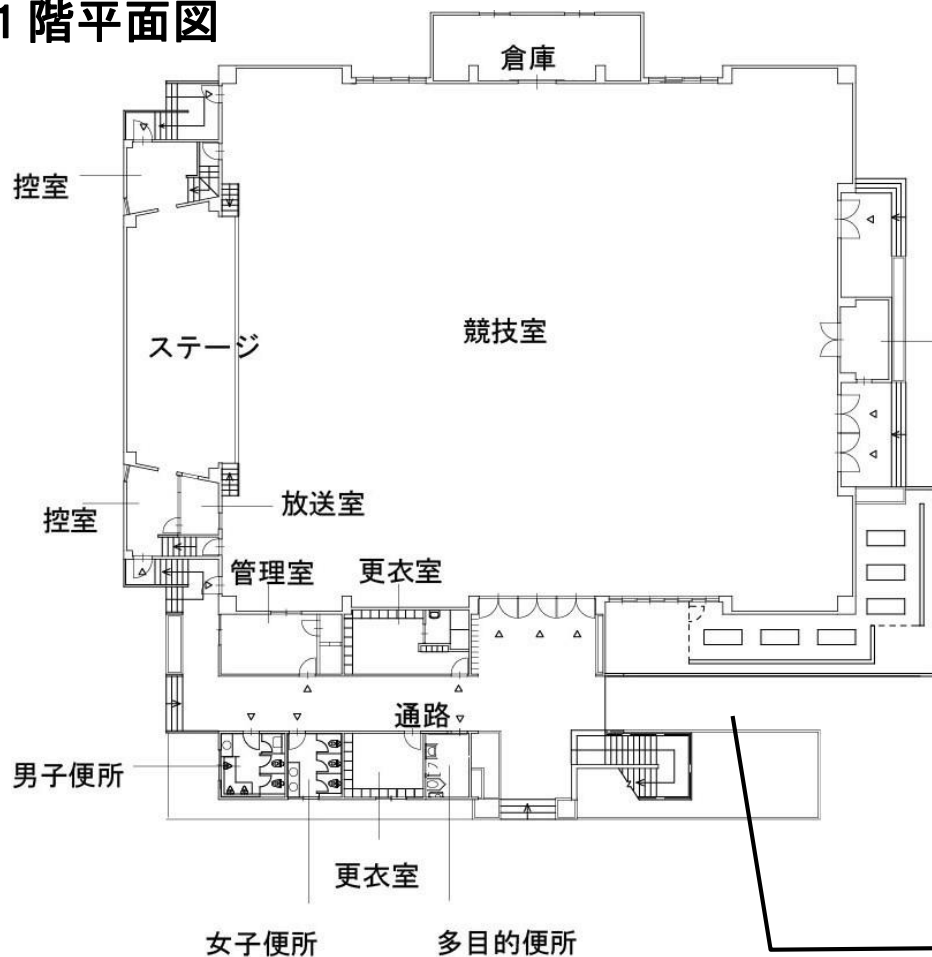 1階平面図
倉庫
控室
競技室
ステージ
放送室
控室
管理室
更衣室
通路
男子便所
更衣室
女子便所
多目的便所